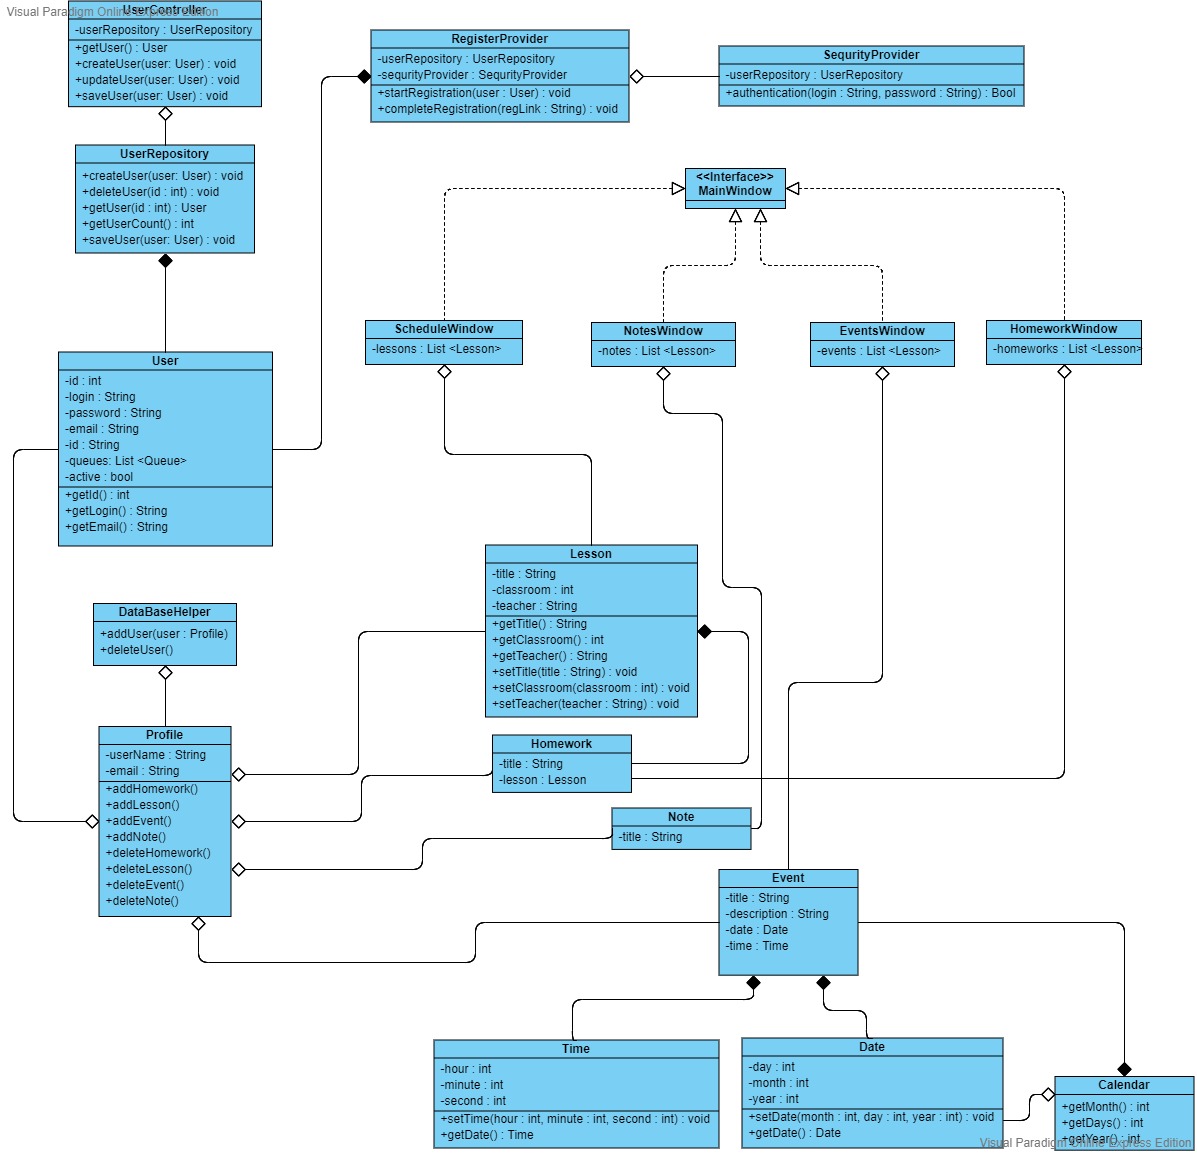 Visual Paradigm Online Express Edition
UserController
-userRepository : UserRepository
+getUser() : User
+createUser(user: User) : void
+updateUser(user: User) : void
+saveUser(user: User) : void
RegisterProvider
-userRepository : UserRepository
-sequrityProvider : SequrityProvider
+startRegistration(user : User) : void
+completeRegistration(regLink : String) : void
SequrityProvider
-userRepository : UserRepository
+authentication(login : String, password : String) : Bool
UserRepository
+createUser(user: User) : void
+deleteUser(id : int) : void
+getUser(id : int) : User
+getUserCount() : int
+saveUser(user: User) : void
<<Interface>>
MainWindow
ScheduleWindow
-lessons : List <Lesson>
NotesWindow
-notes : List <Lesson>
EventsWindow
-events : List <Lesson>
HomeworkWindow
-homeworks : List <Lesson>
User
-id : int
-login : String
-password : String
-email : String
-id : String
-queues: List <Queue>
-active : bool
+getId() : int
+getLogin() : String
+getEmail() : String
Lesson
-title : String
-classroom : int
-teacher : String
+getTitle() : String
+getClassroom() : int
+getTeacher() : String
+setTitle(title : String) : void
+setClassroom(classroom : int) : void
+setTeacher(teacher : String) : void
DataBaseHelper
+addUser(user : Profile)
+deleteUser()
Profile
-userName : String
-email : String
+addHomework()
+addLesson()
+addEvent()
+addNote()
+deleteHomework()
+deleteLesson()
+deleteEvent()
+deleteNote()
Homework
-title : String
-lesson : Lesson
Note
-title : String
Event
-title : String
-description : String
-date : Date
-time : Time
Time
-hour : int
-minute : int
-second : int
+setTime(hour : int, minute : int, second : int) : void
+getDate() : Time
Date
-day : int
-month : int
-year : int
+setDate(month : int, day : int, year : int) : void
+getDate() : Date
Calendar
+getMonth() : int
+getDays() : int
+getYear() : int
Visual Paradigm Online Express Edition